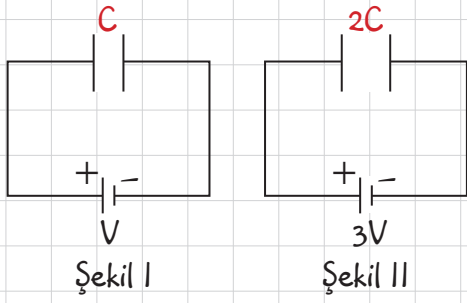 C
+ −
V
Şekil I
2C
+ −
3V
Şekil II